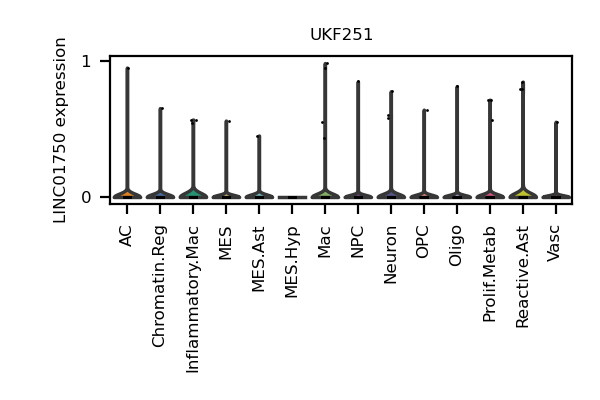 UKF251
LINC01750 expression
1
0
AC
Chromatin.Reg
Inflammatory.Mac
MES
MES.Ast
MES.Hyp
Mac
NPC
Neuron
OPC
Oligo
Prolif.Metab
Reactive.Ast
Vasc